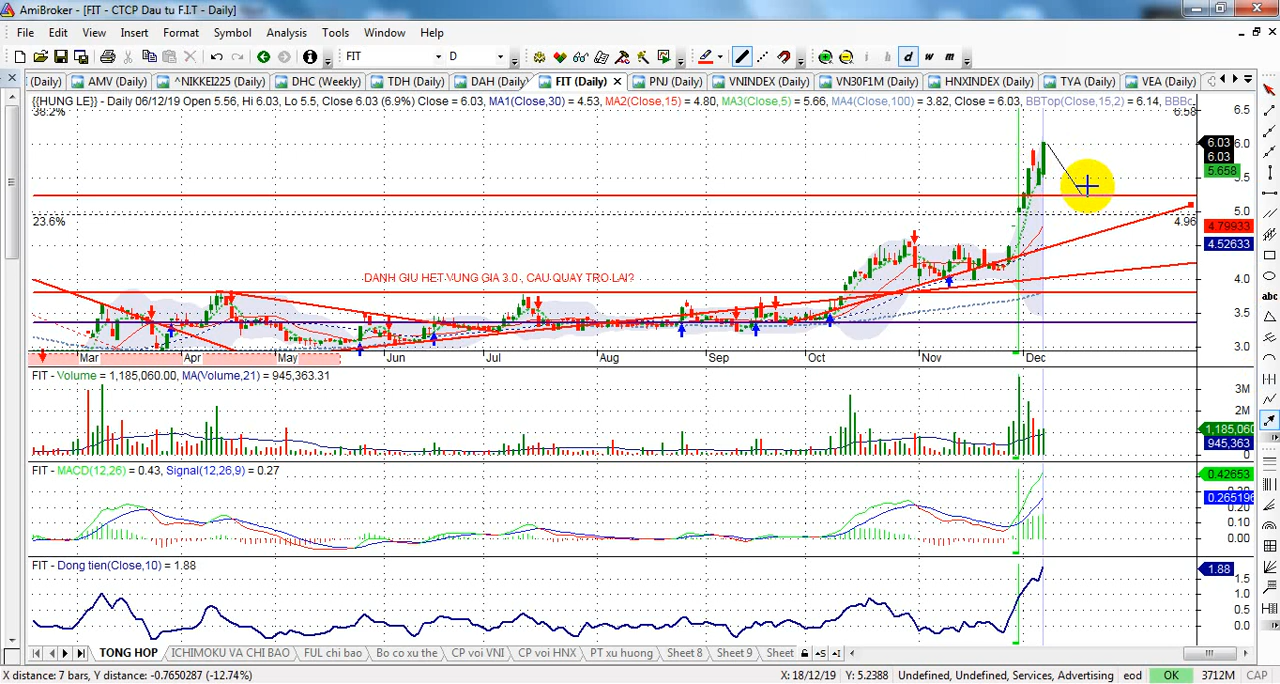 AmiBroker - [FIT - CTCP Dau tu F.I.T - Daily]
File Edit View Insert Format Symbol Analysis Tools Window Help
FIT D i h d w m
(Daily) AMV (Daily) ^NIKKEI225 (Daily) DHC (Weekly) TDH (Daily) DAH (Daily) FIT (Daily) PNJ (Daily) VNINDEX (Daily) VN30F1M (Daily) HNXINDEX (Daily) TYA (Daily) VEA (Daily)
{{HUNG LE}} - Daily 06/12/19 Open 5.56, Hi 6.03, Lo 5.5, Close 6.03 (6.9%) Close = 6.03, MA1(Close,30) = 4.53, MA2(Close,15) = 4.80, MA3(Close,5) = 5.66, MA4(Close,100) = 3.82, Close = 6.03, BBTop(Close,15,2) = 6.14,
38.2% 6.58 6.5
6.03 6.0
6.03
5.658 5.5
23.6% 4.96 5.0
4.79933
4.52633
DANH GIU HET VUNG GIA 3.0, CAU QUAY TRO LAI? 4.0
3.5
3.0
Mar Apr May Jun Jul Aug Sep Oct Nov Dec
FIT - Volume = 1,185,060.00, MA(Volume,21) = 945,363.31
3M
2M
1,185,060
945,363
0
FIT - MACD(12,26) = 0.43, Signal(12,26,9) = 0.27
0.42653
0.265196
0.20
0.10
0.00
FIT - Dong tien(Close,10) = 1.88
1.88
1.5
1.0
0.5
0.0
TONG HOP ICHIMOKU VA CHI BAO FUL chi bao Bo co xu the CP voi VNI CP voi HNX PT xu huong Sheet 8 Sheet 9 Sheet
X distance: 7 bars, Y distance: -0.7650287 (-12.74%) X: 18/12/19 Y: 5.2388 Undefined, Undefined, Services, Advertising eod OK 3712M CAP
abc